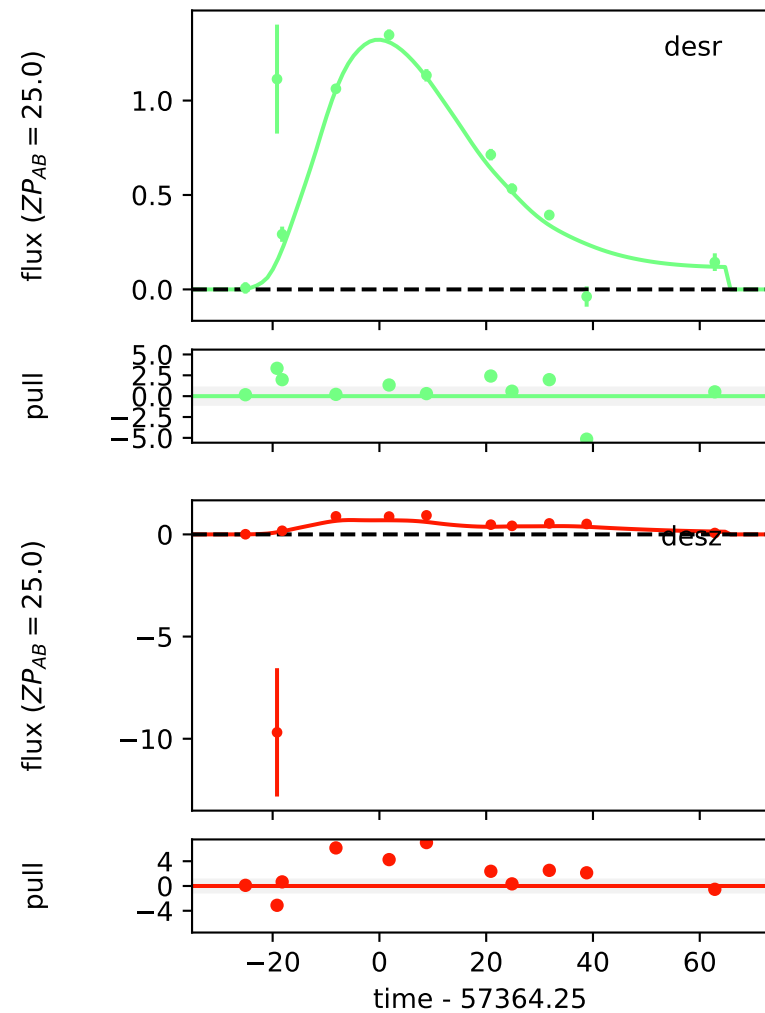 desr
flux (ZP_AB = 25.0)
1.0
0.5
0.0
pull
5.0
2.5
0.0
−2.5
−5.0
desz
flux (ZP_AB = 25.0)
0
−5
−10
pull
4
0
−4
−20 0 20 40 60
time - 57364.25